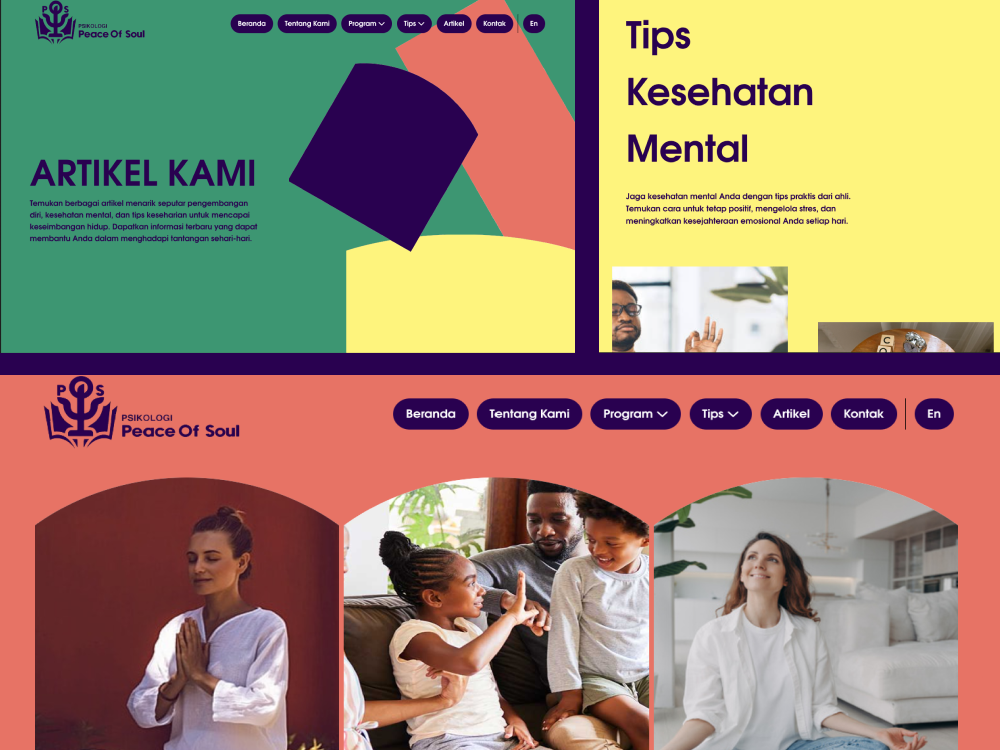 POS
PSIKOLOGI
Peace Of Soul
Beranda
Tentang Kami
Program
Tips
Artikel
Kontak
En
ARTIKEL KAMI
Temukan berbagai artikel menarik seputar pengembangan
diri, kesehatan mental, dan tips keseharian untuk mencapai
keseimbangan hidup. Dapatkan informasi terbaru yang dapat
membantu Anda dalam menghadapi tantangan sehari-hari.
Tips
Kesehatan
Mental
Jaga kesehatan mental Anda dengan tips praktis dari ahli.
Temukan cara untuk tetap positif, mengelola stres, dan
meningkatkan kesejahteraan emosional Anda setiap hari.
C
O
POS
PSIKOLOGI
Peace Of Soul
Beranda
Tentang Kami
Program
Tips
Artikel
Kontak
En